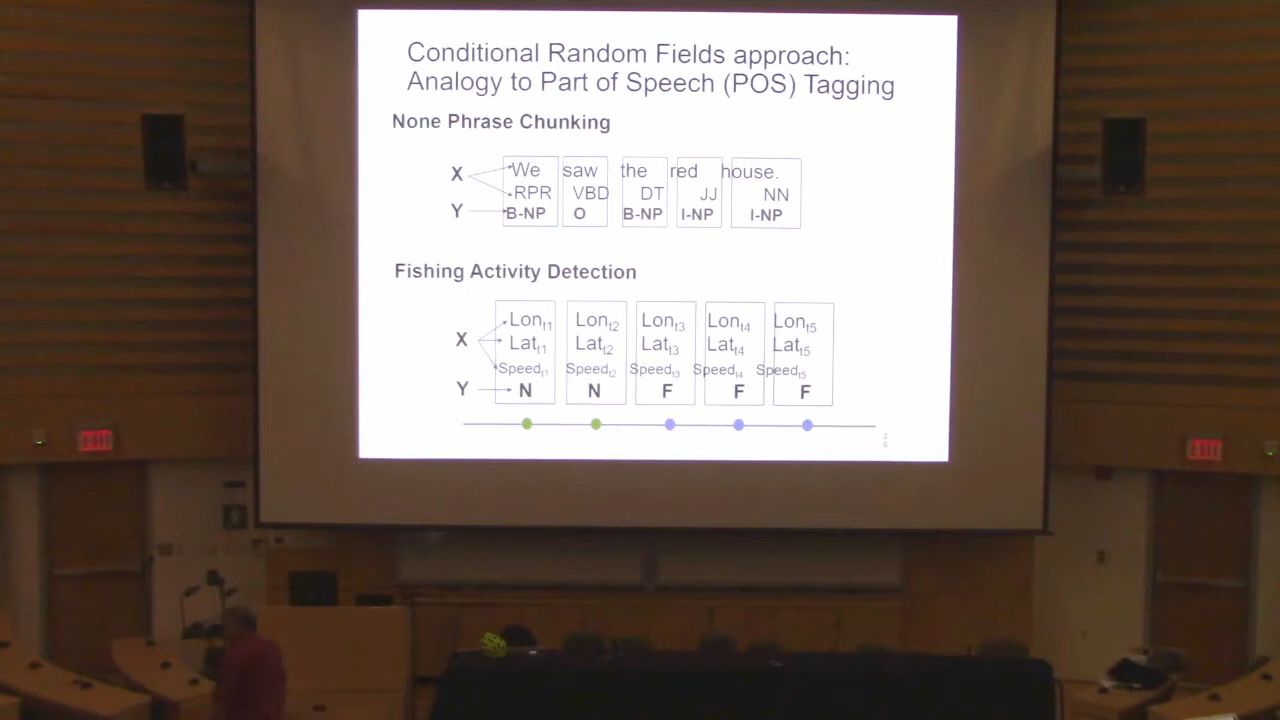 Conditional Random Fields approach:
Analogy to Part of Speech (POS) Tagging
None Phrase Chunking
X We saw the red house.
RPR VBD DT JJ NN
Y B-NP O B-NP I-NP I-NP
Fishing Activity Detection
Lont1 Lont2 Lont3 Lont4 Lont5
X Latt1 Latt2 Latt3 Latt4 Latt5
Speedt1 Speedt2 Speedt3 Speedt4 Speedt5
Y N N F F F
2
0
EXIT
EXIT